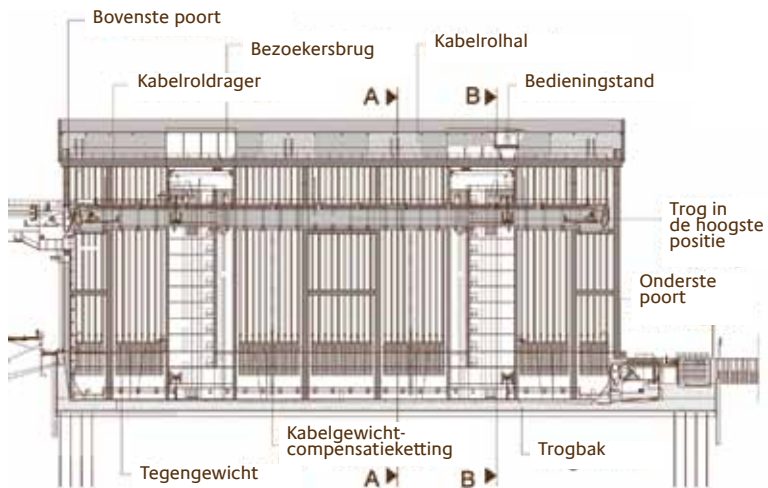 Bovenste poort
Bezoekersbrug
Kabelrolhal
Kabelroldrager
Bedieningstand
A
B
Trog in
de hoogste
positie
Onderste
poort
Kabelgewicht-
compensatieketting
Trogbak
Tegengewicht
A
B